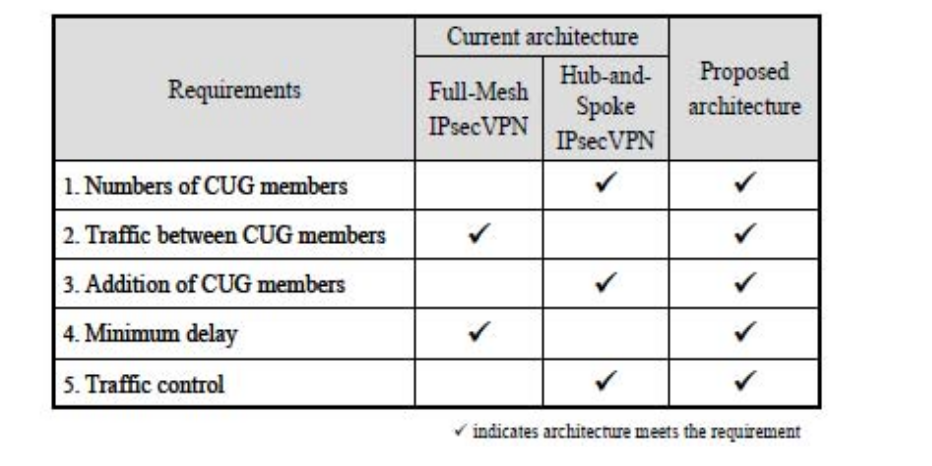 Requirements
Current architecture
Full-Mesh
IPsecVPN
Hub-and-
Spoke
IPsecVPN
Proposed
architecture
1. Numbers of CUG members ✓ ✓
2. Traffic between CUG members ✓ ✓
3. Addition of CUG members ✓ ✓
4. Minimum delay ✓ ✓
5. Traffic control ✓ ✓
✓ indicates architecture meets the requirement